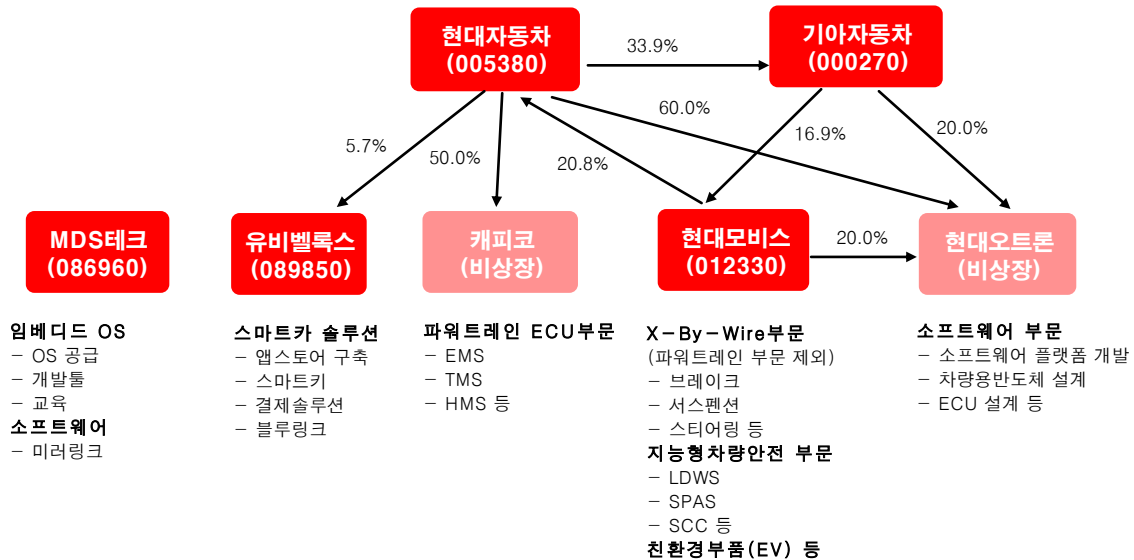 현대자동차
(005380)
33.9%
기아자동차
(000270)
60.0%
5.7%
50.0%
20.8%
16.9%
20.0%
MDS테크
(086960)
유비벨록스
(089850)
캐피코
(비상장)
현대모비스
(012330)
20.0%
현대오트론
(비상장)
임베디드 OS
- OS 공급
- 개발툴
- 교육
소프트웨어
- 미러링크
스마트카 솔루션
- 앱스토어 구축
- 스마트키
- 결제솔루션
- 블루링크
파워트레인 ECU부문
- EMS
- TMS
- HMS 등
X-By-Wire부문
(파워트레인 부문 제외)
- 브레이크
- 서스펜션
- 스티어링 등
지능형차량안전 부문
- LDWS
- SPAS
- SCC 등
친환경부품(EV) 등
소프트웨어 부문
- 소프트웨어 플랫폼 개발
- 차량용반도체 설계
- ECU 설계 등